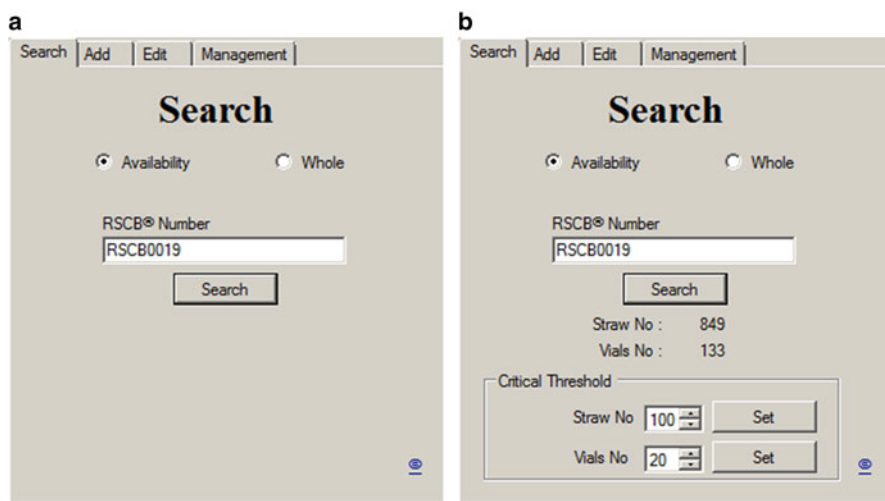 a
Search Add Edit Management
Search
Availability Whole
RSCB® Number
RSCB0019
Search
©
b
Search Add Edit Management
Search
Availability Whole
RSCB® Number
RSCB0019
Search
Straw No : 849
Vials No : 133
Critical Threshold
Straw No 100 Set
Vials No 20 Set
©